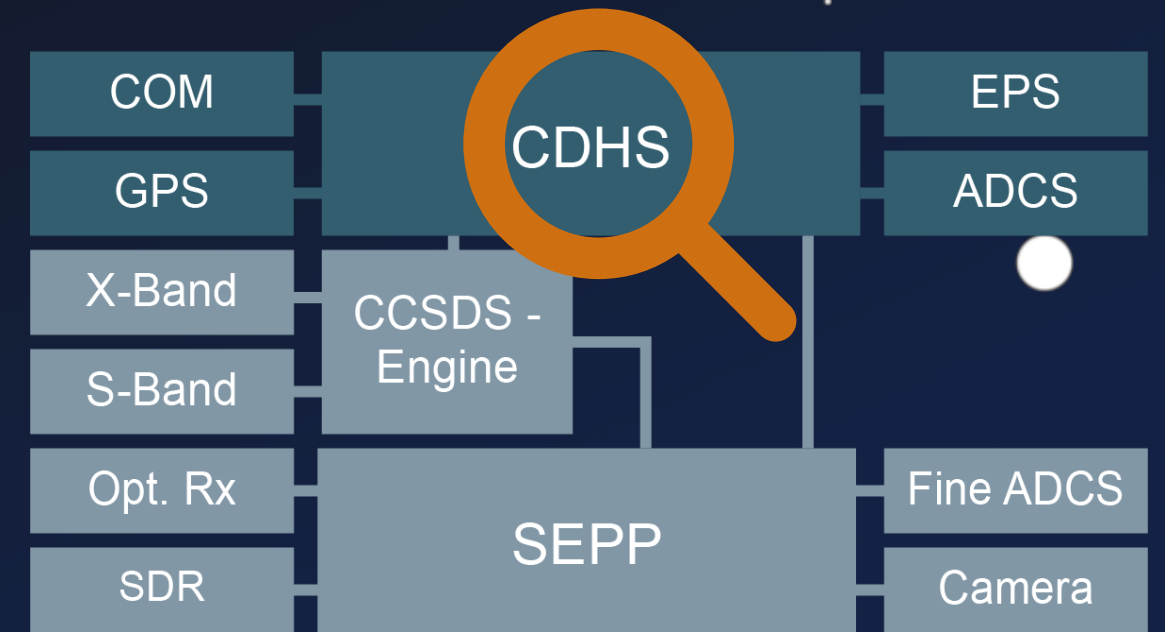 COM
CDHS
EPS
GPS
ADCS
X-Band
CCSDS -
Engine
S-Band
Opt. Rx
SEPP
Fine ADCS
SDR
Camera